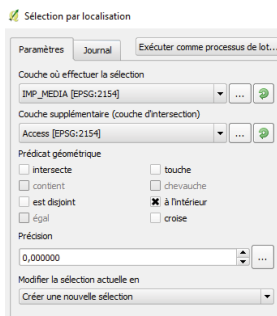 Sélection par localisation
Paramètres Journal Exécuter comme processus de lot...
Couche où effectuer la sélection
IMP_MEDIA [EPSG:2154] ...
Couche supplémentaire (couche d'intersection)
Access [EPSG:2154] ...
Prédicat géométrique
intersecte touche
contient chevauche
est disjoint à l'intérieur
égal croise
Précision
0,000000 ...
Modifier la sélection actuelle en
Créer une nouvelle sélection